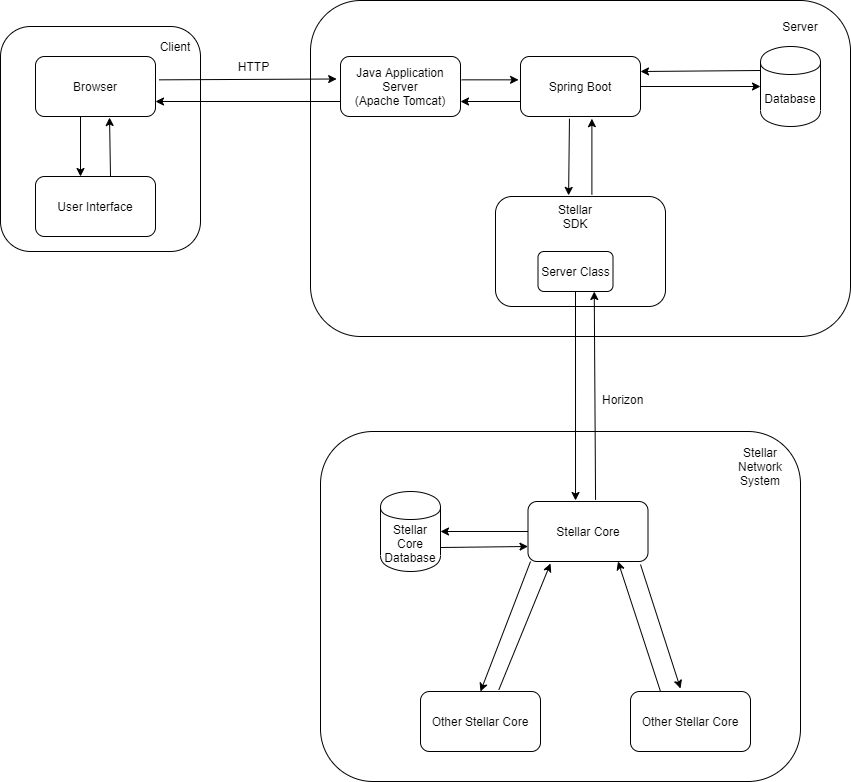 Client
Browser
User Interface
HTTP
Server
Java Application
Server
(Apache Tomcat)
Spring Boot
Database
Stellar
SDK
Server Class
Horizon
Stellar
Network
System
Stellar
Core
Database
Stellar Core
Other Stellar Core
Other Stellar Core